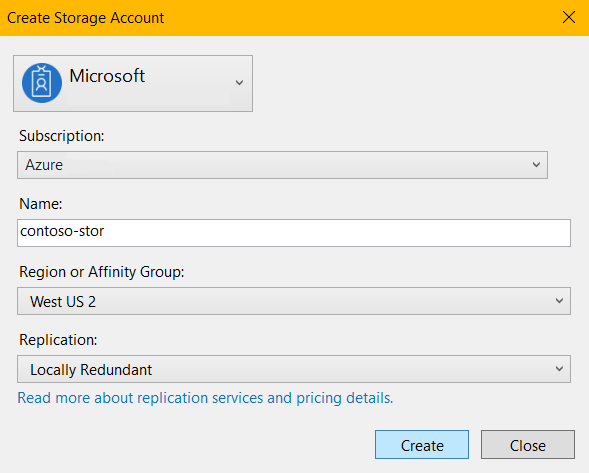 Create Storage Account
Microsoft
Subscription:
Azure
Name:
contoso-stor
Region or Affinity Group:
West US 2
Replication:
Locally Redundant
Read more about replication services and pricing details.
Create Close